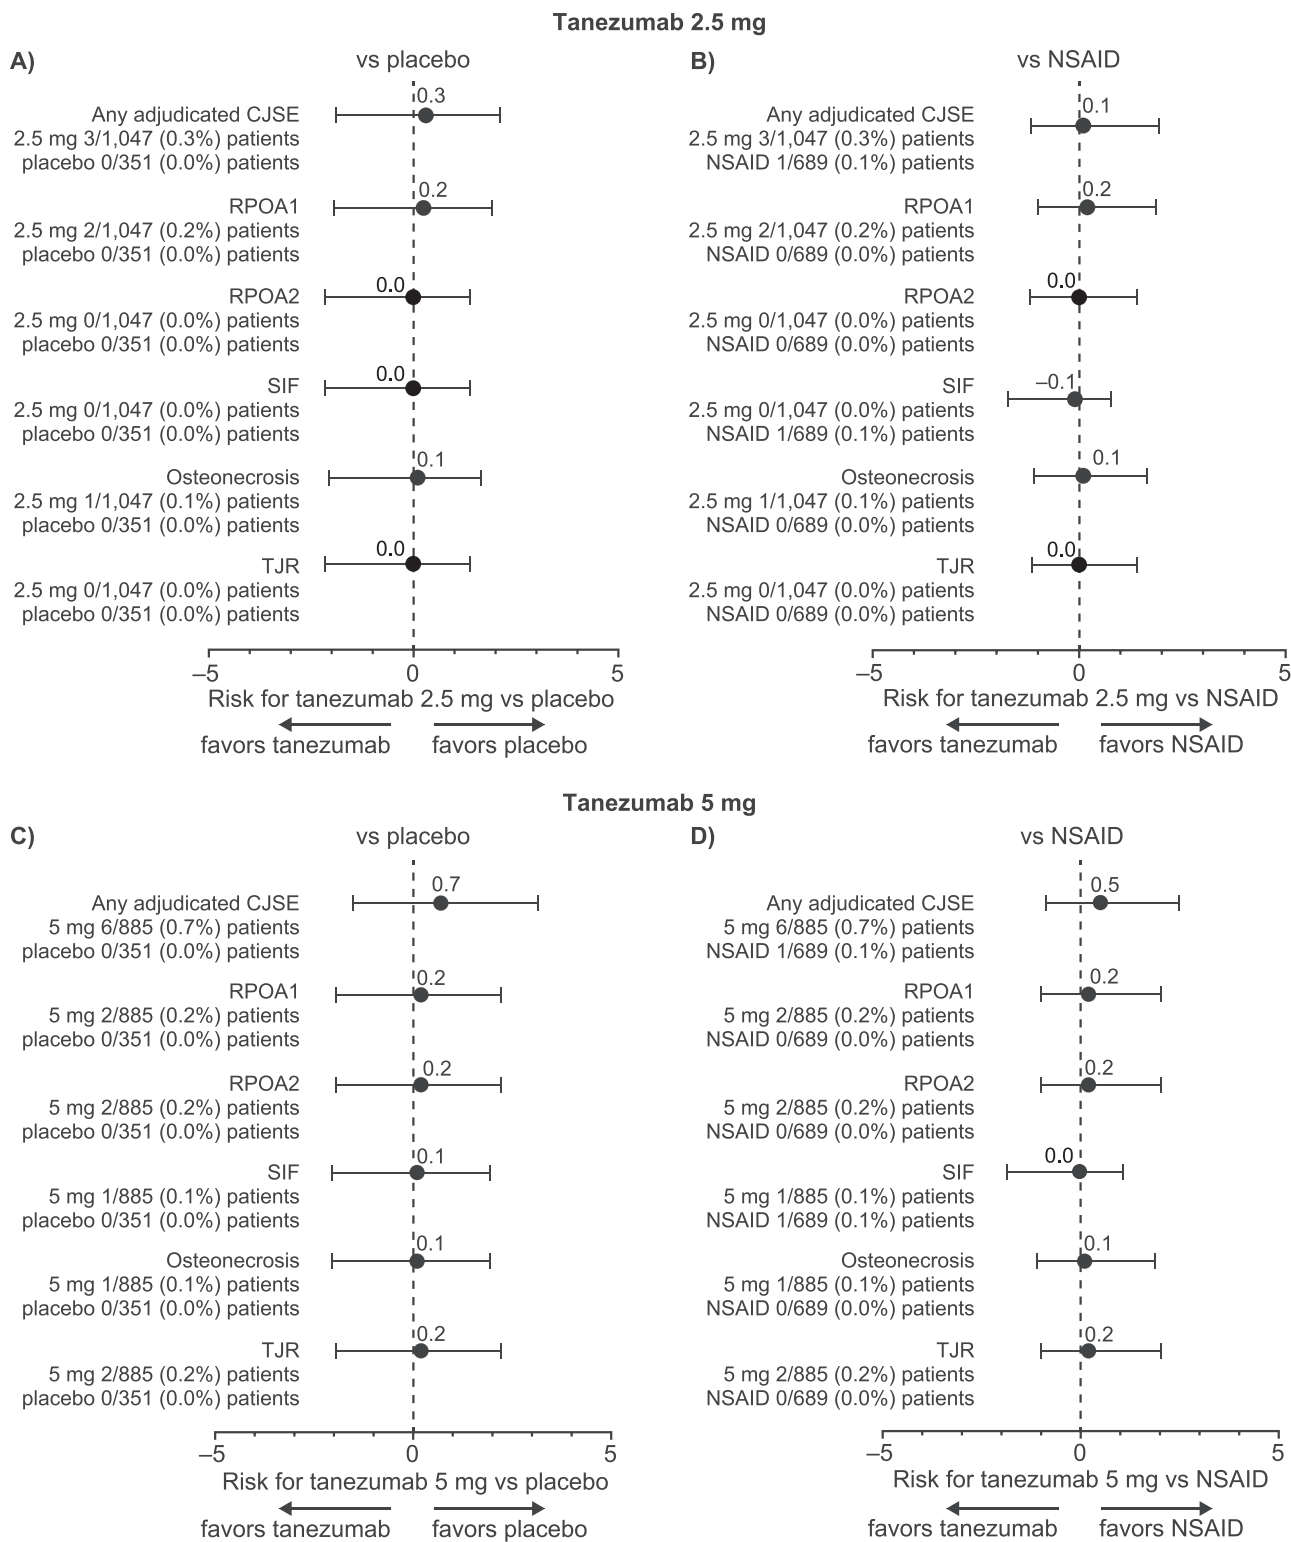 Tanezumab 2.5 mg
A)
vs placebo
Any adjudicated CJSE
0.3
2.5 mg 3/1,047 (0.3%) patients
placebo 0/351 (0.0%) patients
RPOA1
0.2
2.5 mg 2/1,047 (0.2%) patients
placebo 0/351 (0.0%) patients
RPOA2
0.0
2.5 mg 0/1,047 (0.0%) patients
placebo 0/351 (0.0%) patients
SIF
0.0
2.5 mg 0/1,047 (0.0%) patients
placebo 0/351 (0.0%) patients
Osteonecrosis
0.1
2.5 mg 1/1,047 (0.1%) patients
placebo 0/351 (0.0%) patients
TJR
0.0
2.5 mg 0/1,047 (0.0%) patients
placebo 0/351 (0.0%) patients
–5 0 5
Risk for tanezumab 2.5 mg vs placebo
favors tanezumab
favors placebo
B)
vs NSAID
Any adjudicated CJSE
0.1
2.5 mg 3/1,047 (0.3%) patients
NSAID 1/689 (0.1%) patients
RPOA1
0.2
2.5 mg 2/1,047 (0.2%) patients
NSAID 0/689 (0.0%) patients
RPOA2
0.0
2.5 mg 0/1,047 (0.0%) patients
NSAID 0/689 (0.0%) patients
SIF
–0.1
2.5 mg 0/1,047 (0.0%) patients
NSAID 1/689 (0.1%) patients
Osteonecrosis
0.1
2.5 mg 1/1,047 (0.1%) patients
NSAID 0/689 (0.0%) patients
TJR
0.0
2.5 mg 0/1,047 (0.0%) patients
NSAID 0/689 (0.0%) patients
–5 0 5
Risk for tanezumab 2.5 mg vs NSAID
favors tanezumab
favors NSAID
Tanezumab 5 mg
C)
vs placebo
Any adjudicated CJSE
0.7
5 mg 6/885 (0.7%) patients
placebo 0/351 (0.0%) patients
RPOA1
0.2
5 mg 2/885 (0.2%) patients
placebo 0/351 (0.0%) patients
RPOA2
0.2
5 mg 2/885 (0.2%) patients
placebo 0/351 (0.0%) patients
SIF
0.1
5 mg 1/885 (0.1%) patients
placebo 0/351 (0.0%) patients
Osteonecrosis
0.1
5 mg 1/885 (0.1%) patients
placebo 0/351 (0.0%) patients
TJR
0.2
5 mg 2/885 (0.2%) patients
placebo 0/351 (0.0%) patients
–5 0 5
Risk for tanezumab 5 mg vs placebo
favors tanezumab
favors placebo
D)
vs NSAID
Any adjudicated CJSE
0.5
5 mg 6/885 (0.7%) patients
NSAID 1/689 (0.1%) patients
RPOA1
0.2
5 mg 2/885 (0.2%) patients
NSAID 0/689 (0.0%) patients
RPOA2
0.2
5 mg 2/885 (0.2%) patients
NSAID 0/689 (0.0%) patients
SIF
0.0
5 mg 1/885 (0.1%) patients
NSAID 1/689 (0.1%) patients
Osteonecrosis
0.1
5 mg 1/885 (0.1%) patients
NSAID 0/689 (0.0%) patients
TJR
0.2
5 mg 2/885 (0.2%) patients
NSAID 0/689 (0.0%) patients
–5 0 5
Risk for tanezumab 5 mg vs NSAID
favors tanezumab
favors NSAID